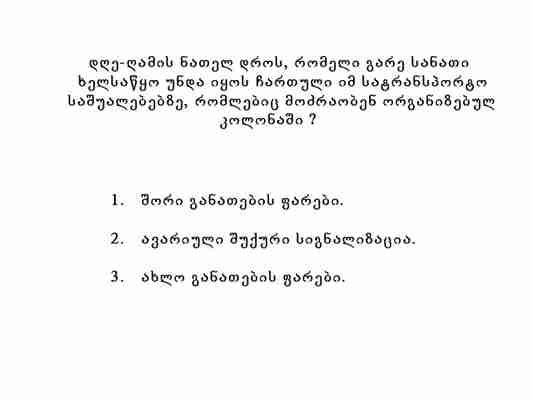 დღე-ღამის ნათელ დროს, რომელი გარე სანათი
ხელსაწყო უნდა იყოს ჩართული იმ სატრანსპორტო
საშუალებებზე, რომლებიც მოძრაობენ ორგანიზებულ
კოლონაში ?
1. შორი განათების ფარები.
2. ავარიული შუქური სიგნალიზაცია.
3. ახლო განათების ფარები.